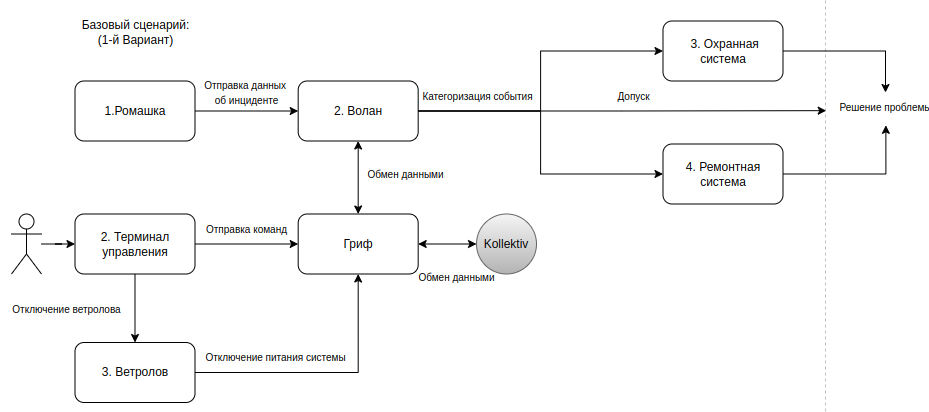 Базовый сценарий:
(1-й Вариант)
3. Охранная
система
Отправка данных
об инциденте
1.Ромашка
2. Волан
Категоризация события
Допуск
Решение проблемь
4. Ремонтная
система
Обмен данными
2. Терминал
управления
Отправка команд
Гриф
Kollektiv
Обмен данными
Отключение ветролова
3. Ветролов
Отключение питания системы